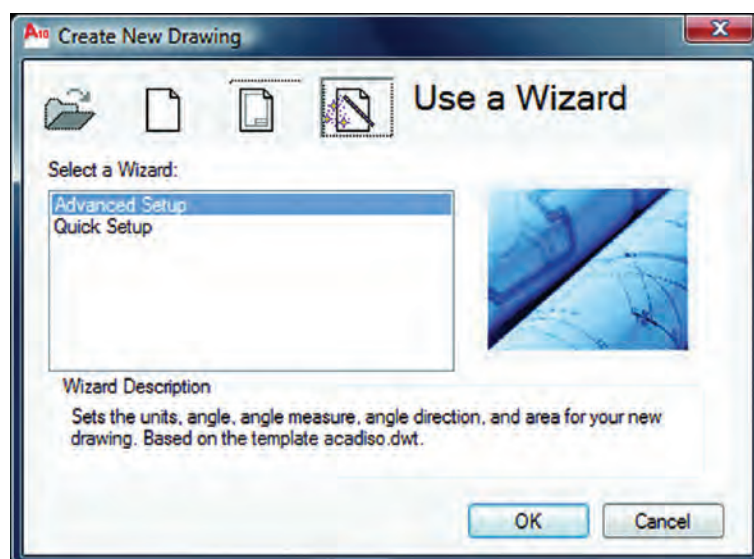 A10 Create New Drawing
Use a Wizard
Select a Wizard:
Advanced Setup
Quick Setup
Wizard Description
Sets the units, angle, angle measure, angle direction, and area for your new
drawing. Based on the template acadiso.dwt.
OK Cancel